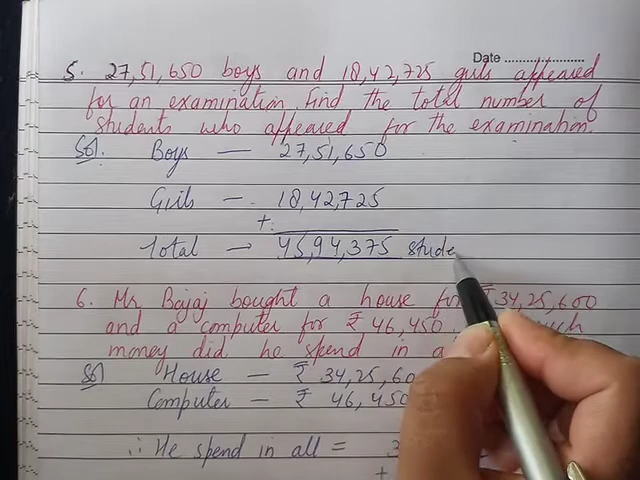 Date ........................
5. 27,51,650 boys and 18,42,725 girls appeared
for an examination. Find the total number of
students who appeared for the examination.
Sol. Boys — 27,51,650
Girls — 18,42,725
+
Total → 45,94,375 stude
6. Mr Bajaj bought a house for ₹34,25,600
and a computer for ₹ 46,450.
money did he spend in a
Sol House — ₹ 34,25,60
Computer — ₹ 46,450
∴ He spend in all = 3
+